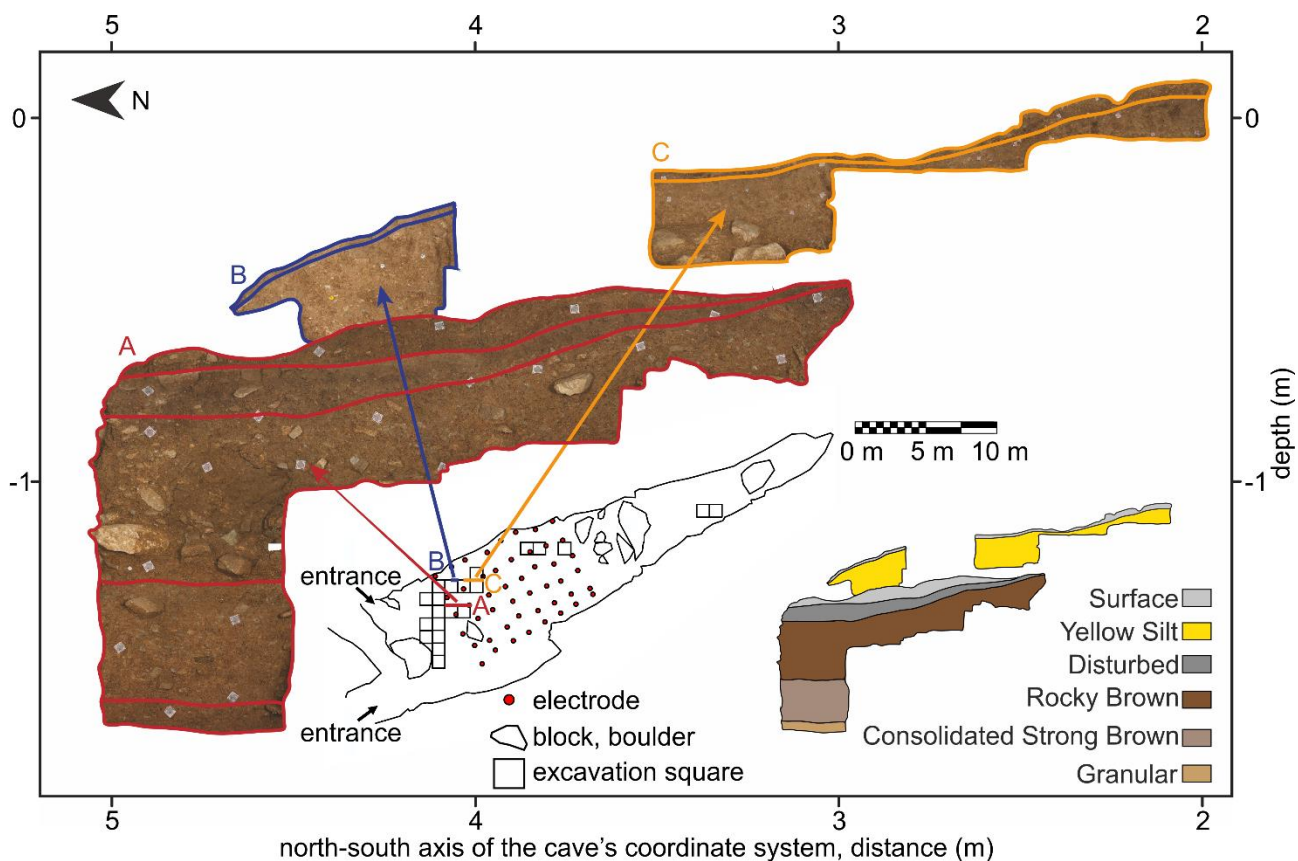 5 4 3 2
N
0 0
C
B
A
-1 -1
0 m 5 m 10 m
B
C
A
entrance
entrance
electrode
block, boulder
excavation square
Surface
Yellow Silt
Disturbed
Rocky Brown
Consolidated Strong Brown
Granular
depth (m)
5 4 3 2
north-south axis of the cave's coordinate system, distance (m)